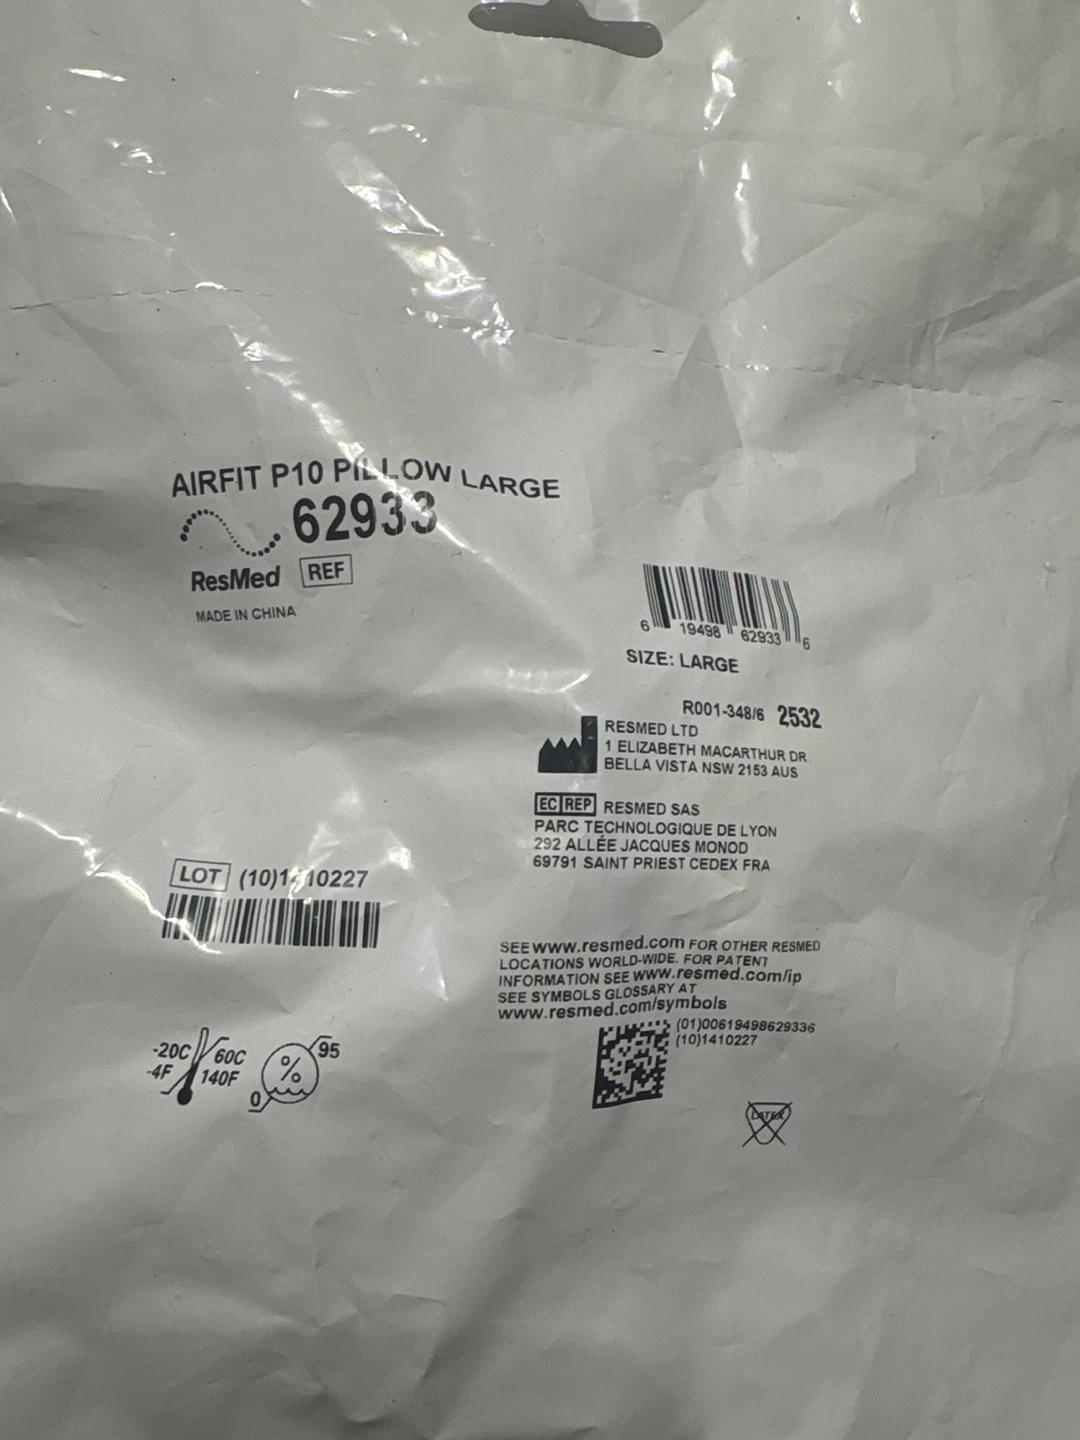 AIRFIT P10 PILLOW LARGE
62933
ResMed REF
MADE IN CHINA
6 19498 62933 6
SIZE: LARGE
R001-348/6 2532
RESMED LTD
1 ELIZABETH MACARTHUR DR.
BELLA VISTA NSW 2153 AUS
EC REP RESMED SAS
PARC TECHNOLOGIQUE DE LYON
292 ALLÉE JACQUES MONOD
69791 SAINT PRIEST CEDEX FRA
LOT (10)1410227
SEE www.resmed.com FOR OTHER RESMED
LOCATIONS WORLD-WIDE. FOR PATENT
INFORMATION SEE www.resmed.com/ip
SEE SYMBOLS GLOSSARY AT
www.resmed.com/symbols
(01)00619498629336
(10)1410227
-20C 60C
-4F 140F
% 95
0
LATEX